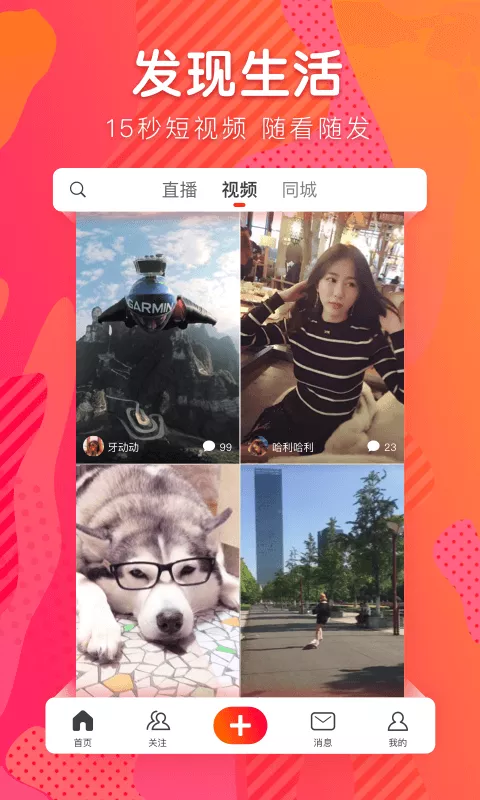 发现生活
15秒短视频 随看随发
直播 视频 同城
GARMIN
牙动动 99
哈利哈利 23
首页 关注 消息 我的